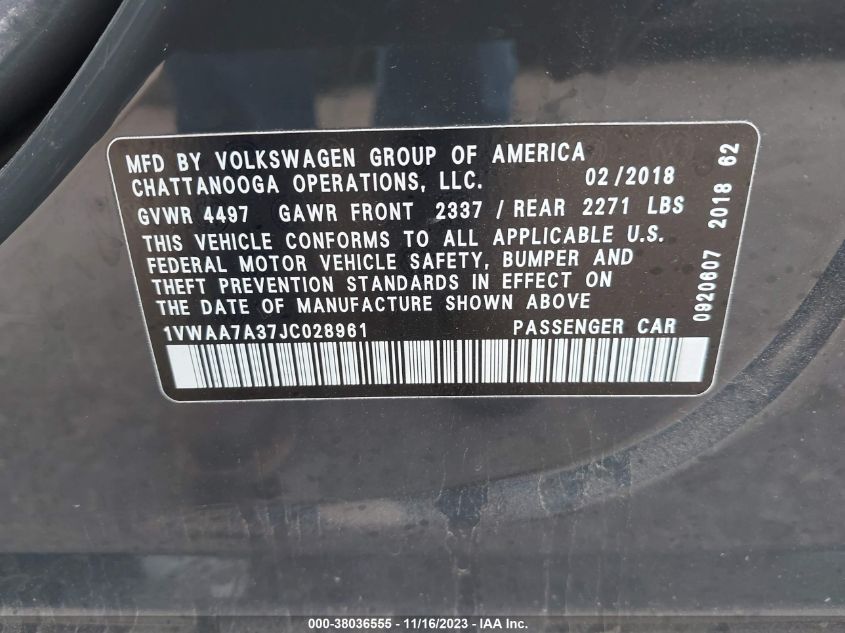 MFD BY VOLKSWAGEN GROUP OF AMERICA
CHATTANOOGA OPERATIONS, LLC. 02/2018
GVWR 4497 GAWR FRONT 2337 / REAR 2271 LBS
THIS VEHICLE CONFORMS TO ALL APPLICABLE U.S.
FEDERAL MOTOR VEHICLE SAFETY, BUMPER AND
THEFT PREVENTION STANDARDS IN EFFECT ON
THE DATE OF MANUFACTURE SHOWN ABOVE
1VWAA7A37JC028961 PASSENGER CAR
0920607 2018 62
000-38036555 - 11/16/2023 - IAA Inc.